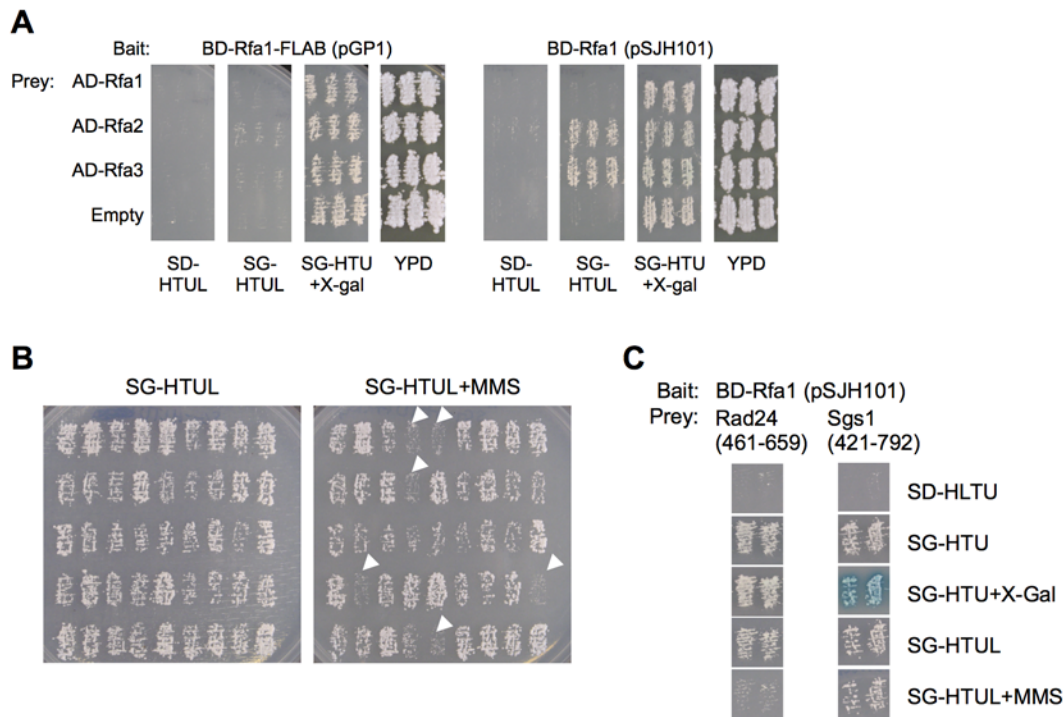 A
Bait: BD-Rfa1-FLAB (pGP1) BD-Rfa1 (pSJH101)
Prey: AD-Rfa1
AD-Rfa2
AD-Rfa3
Empty
SD-HTUL SG-HTUL SG-HTU+X-gal YPD SD-HTUL SG-HTUL SG-HTU+X-gal YPD
B
SG-HTUL SG-HTUL+MMS
C
Bait: BD-Rfa1 (pSJH101)
Prey: Rad24 Sgs1
(461-659) (421-792)
SD-HLTU
SG-HTU
SG-HTU+X-Gal
SG-HTUL
SG-HTUL+MMS